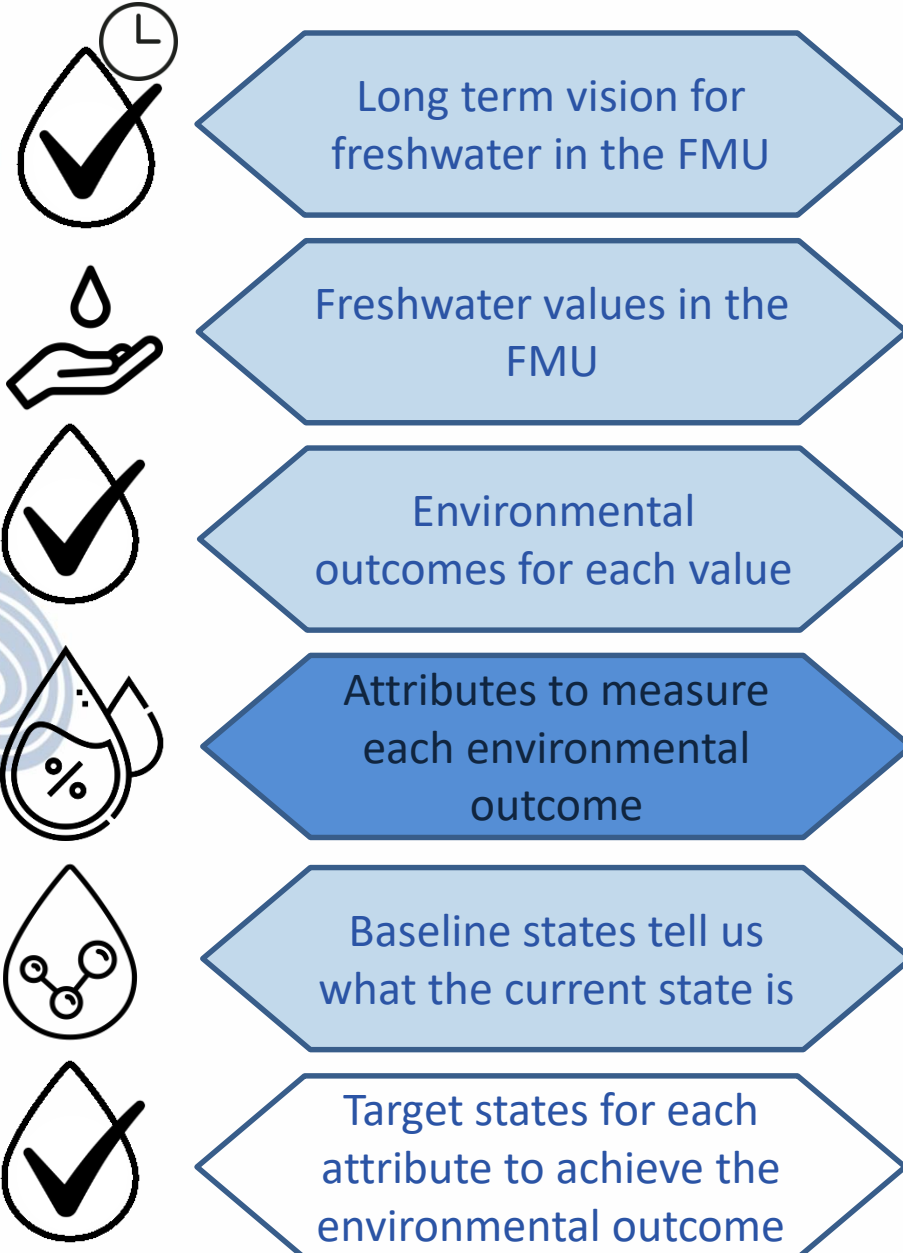 Long term vision for
freshwater in the FMU
Freshwater values in the
FMU
Environmental
outcomes for each value
Attributes to measure
each environmental
outcome
Baseline states tell us
what the current state is
Target states for each
attribute to achieve the
environmental outcome